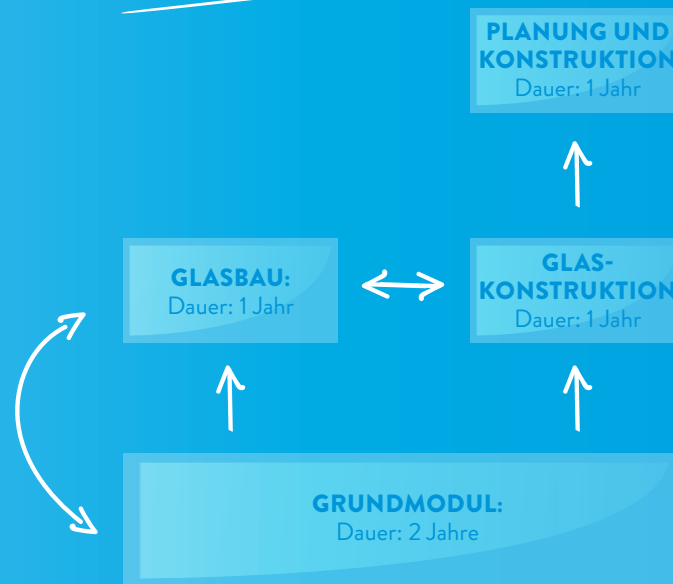 PLANUNG UND
KONSTRUKTION
Dauer: 1 Jahr
GLASBAU:
Dauer: 1 Jahr
GLAS-
KONSTRUKTION
Dauer: 1 Jahr
GRUNDMODUL:
Dauer: 2 Jahre